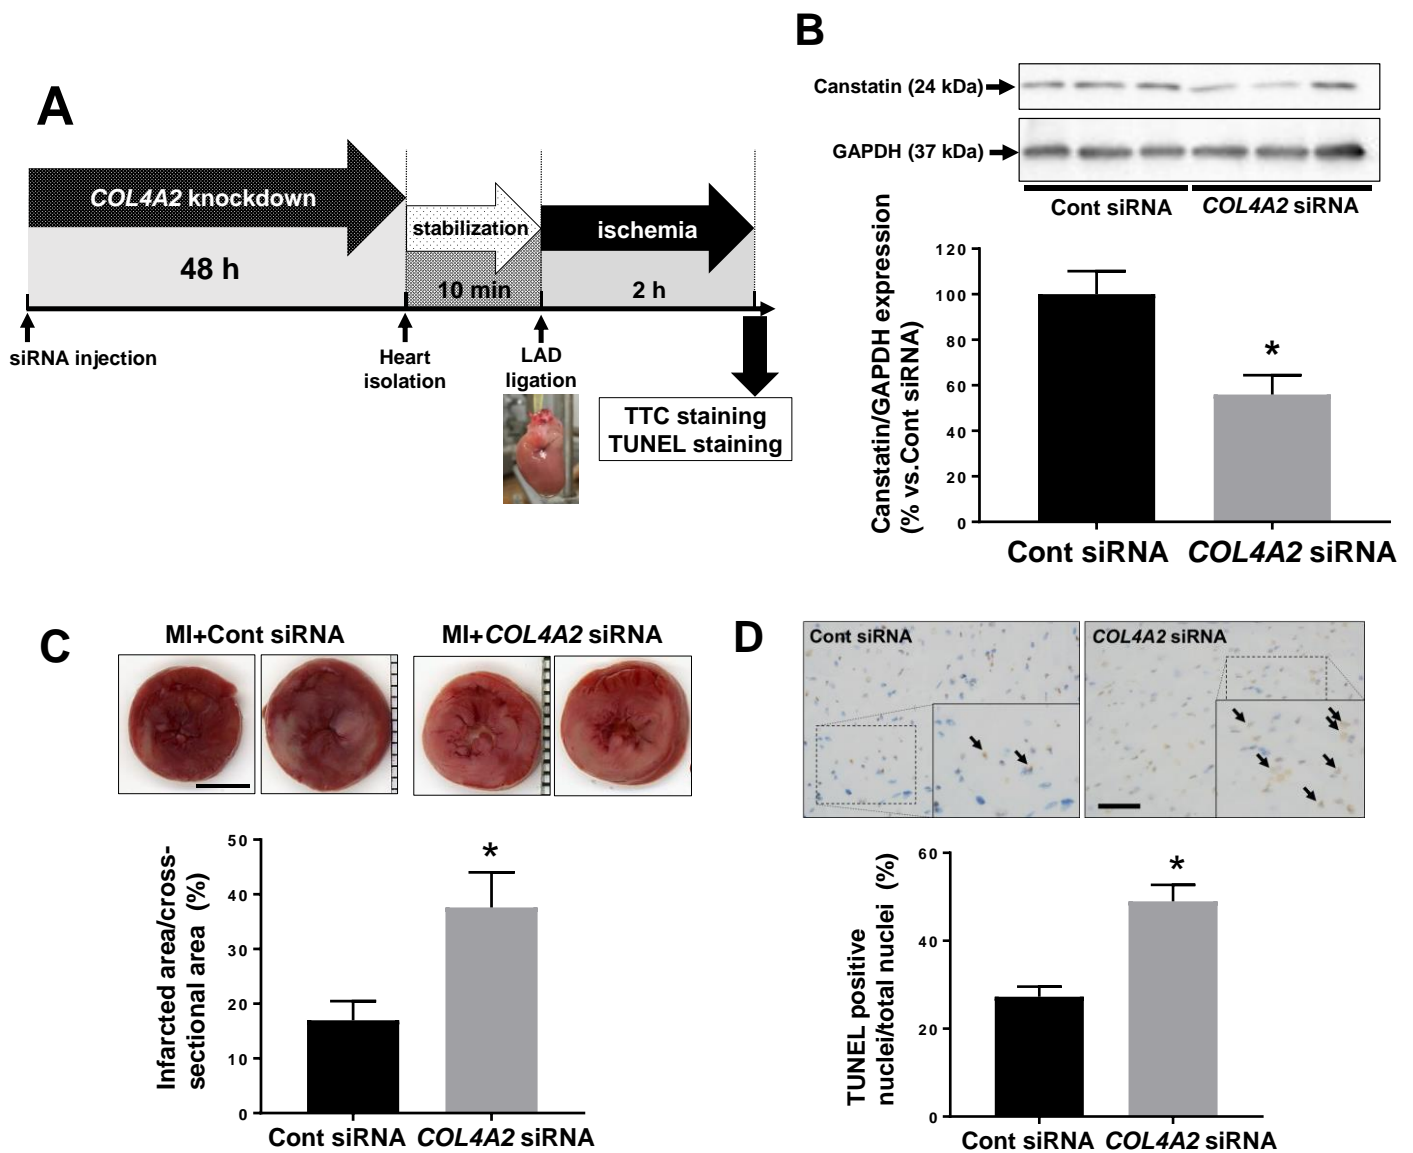 A
COL4A2 knockdown
stabilization
ischemia
48 h
10 min
2 h
siRNA injection
Heart
isolation
LAD
ligation
TTC staining
TUNEL staining
B
Canstatin (24 kDa)
GAPDH (37 kDa)
Cont siRNA
COL4A2 siRNA
Canstatin/GAPDH expression
(% vs.Cont siRNA)
120
100
80
60
40
20
0
*
Cont siRNA
COL4A2 siRNA
C
MI+Cont siRNA
MI+COL4A2 siRNA
Infarcted area/cross-
sectional area (%)
50
40
30
20
10
0
*
Cont siRNA
COL4A2 siRNA
D
Cont siRNA
COL4A2 siRNA
TUNEL positive
nuclei/total nuclei (%)
60
40
20
0
*
Cont siRNA
COL4A2 siRNA